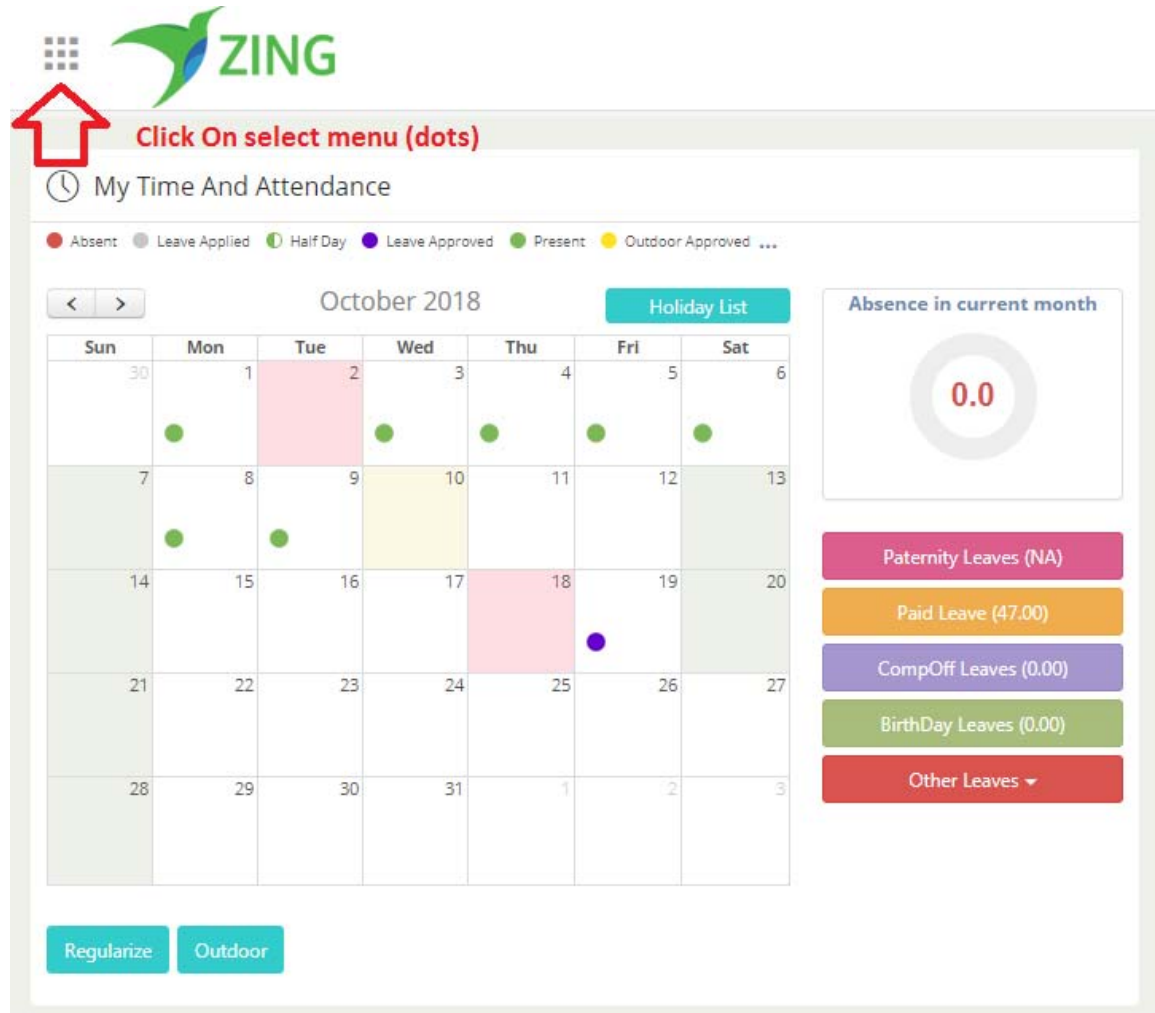 ZING
Click On select menu (dots)
My Time And Attendance
Absent Leave Applied Half Day Leave Approved Present Outdoor Approved ...
< > October 2018 Holiday List
Sun Mon Tue Wed Thu Fri Sat
30 1 2 3 4 5 6
7 8 9 10 11 12 13
14 15 16 17 18 19 20
21 22 23 24 25 26 27
28 29 30 31 1 2 3
Absence in current month
0.0
Paternity Leaves (NA)
Paid Leave (47.00)
CompOff Leaves (0.00)
BirthDay Leaves (0.00)
Other Leaves
Regularize Outdoor